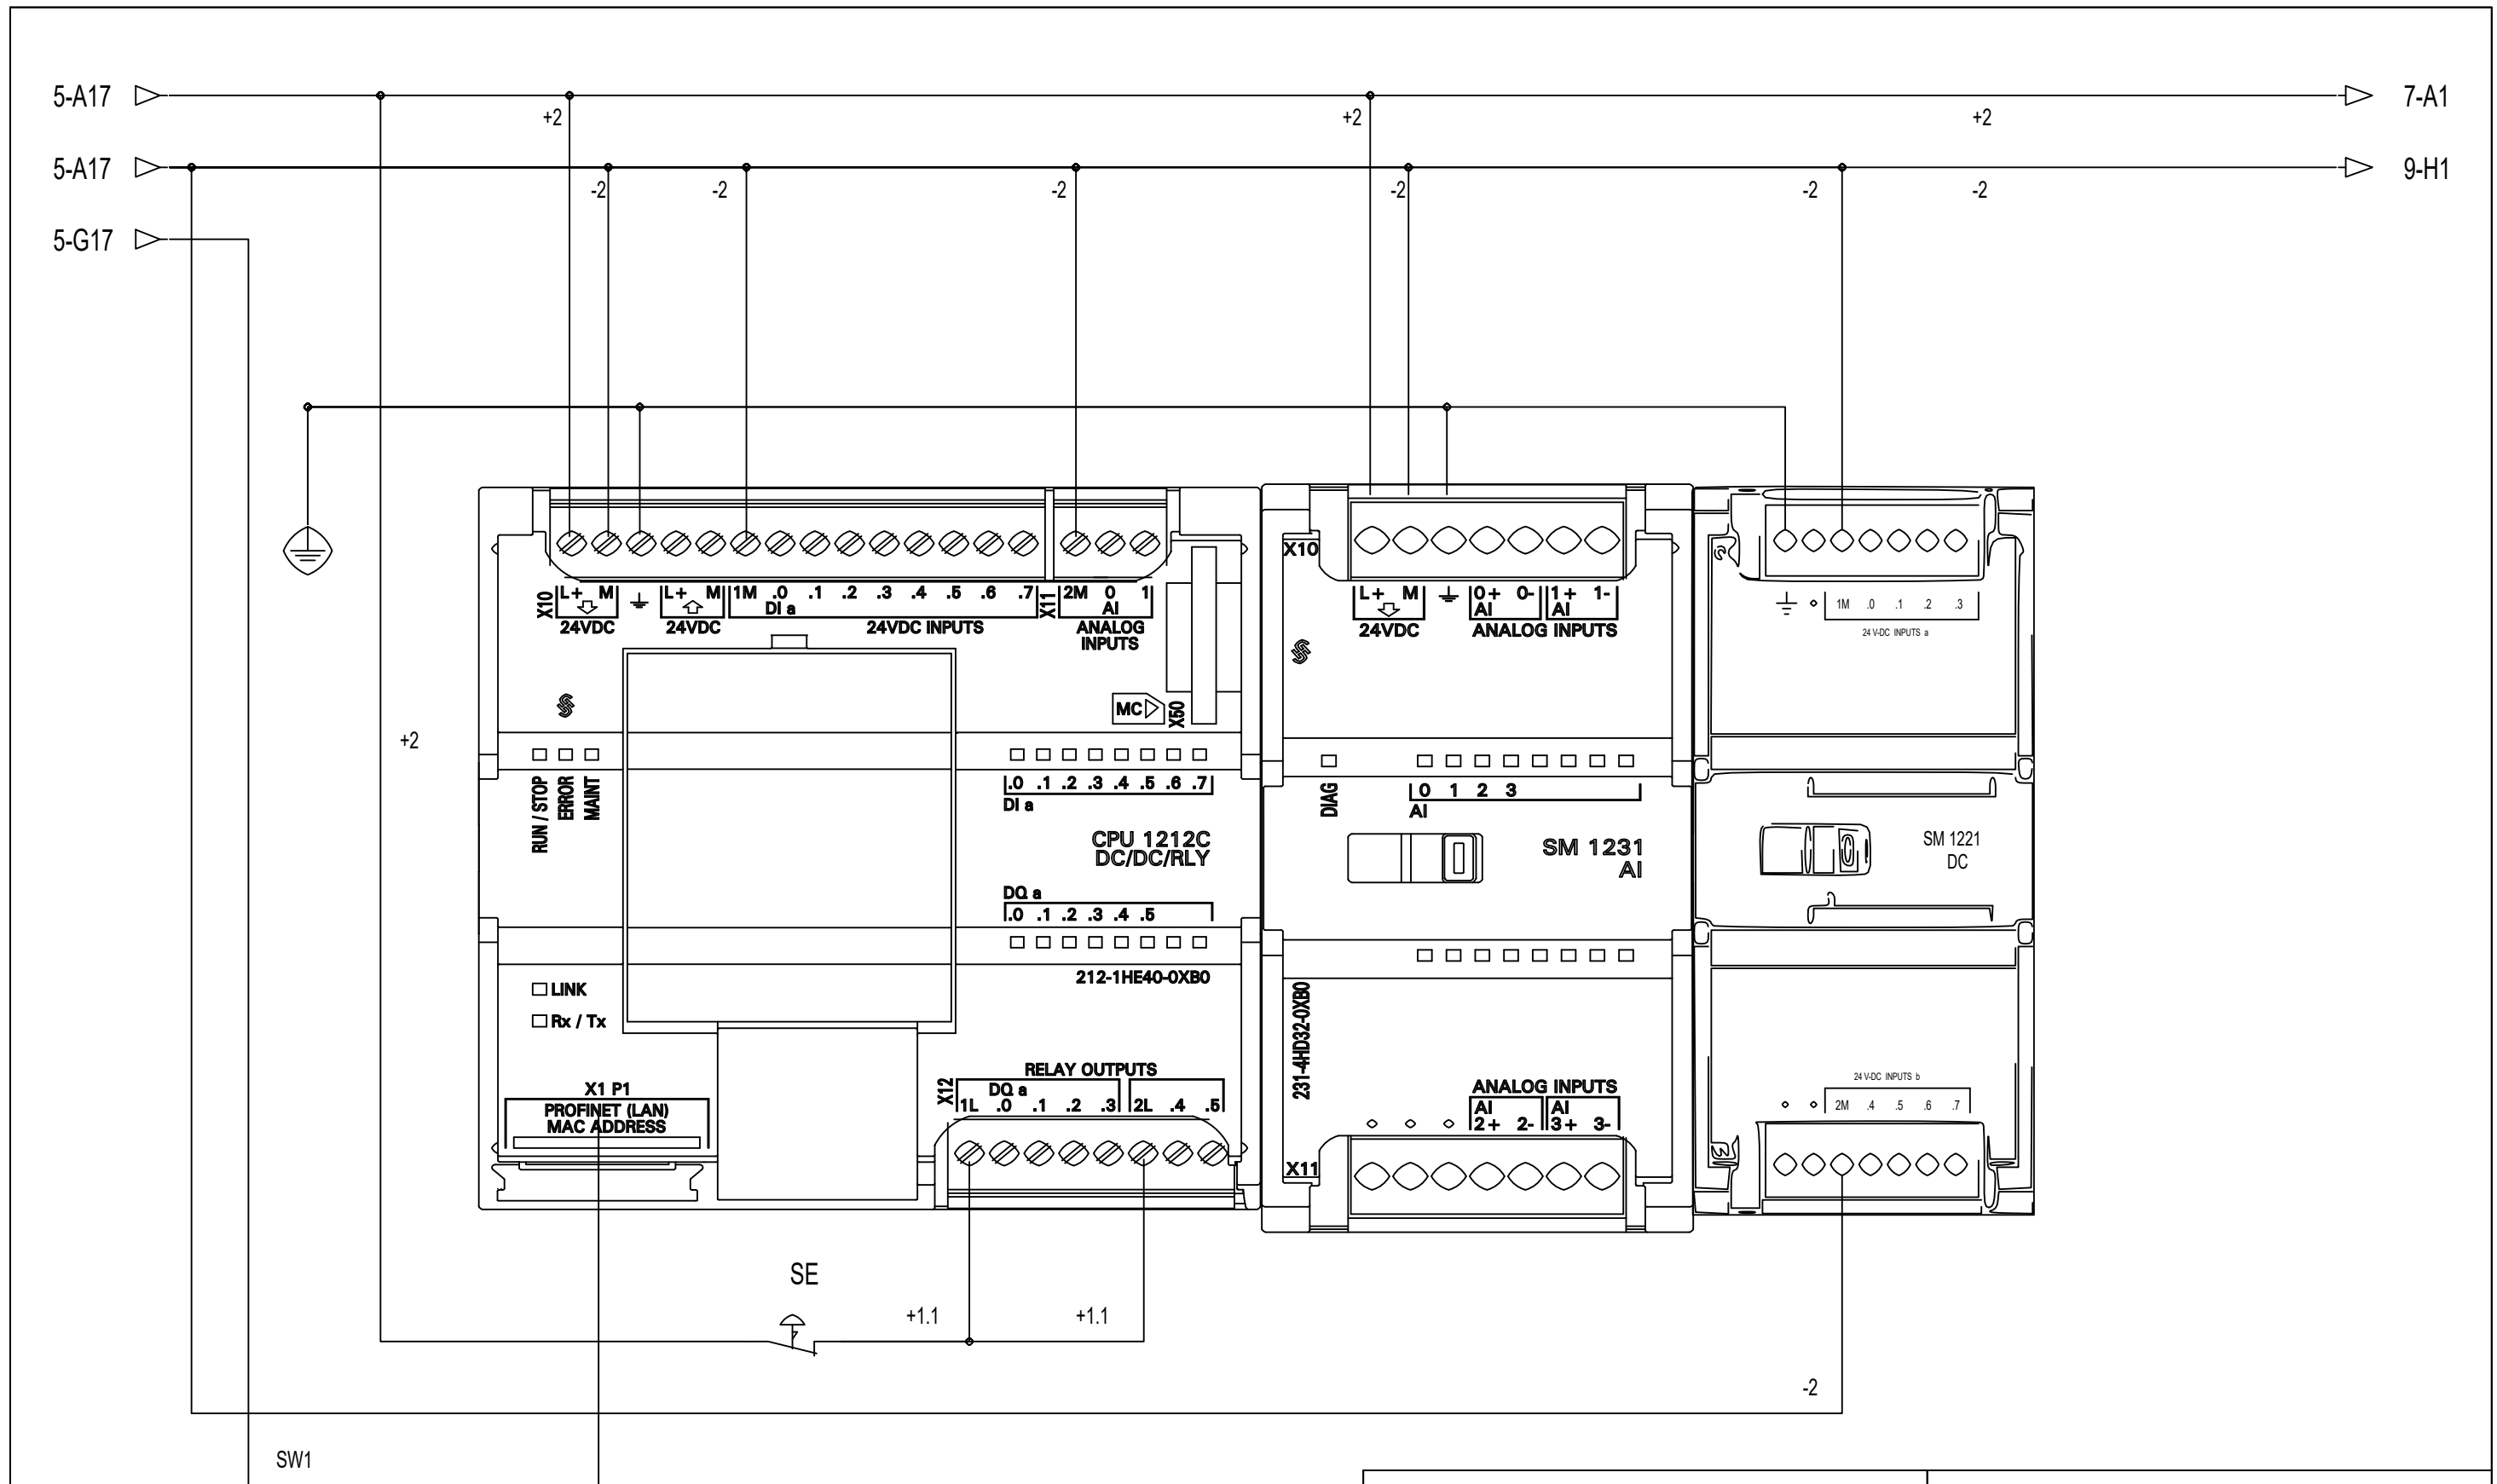 5-A17
7-A1
+2
+2
+2
5-A17
9-H1
-2
-2
-2
-2
-2
-2
5-G17
X10
L+ M
24VDC
L+ M
24VDC
1M .0 .1 .2 .3 .4 .5 .6 .7
DI a
24VDC INPUTS
X11
2M 0 1
AI
ANALOG
INPUTS
X10
L+ M
24VDC
0+ 0-
AI
1+ 1-
AI
ANALOG INPUTS
1M .0 .1 .2 .3
24 V-DC INPUTS a
MC
X50
+2
RUN / STOP
ERROR
MAINT
.0 .1 .2 .3 .4 .5 .6 .7
DI a
CPU 1212C
DC/DC/RLY
DQ a
.0 .1 .2 .3 .4 .5
212-1HE40-0XB0
DIAG
0 1 2 3
AI
SM 1231
AI
SM 1221
DC
LINK
Rx / Tx
X1 P1
PROFINET (LAN)
MAC ADDRESS
RELAY OUTPUTS
X12
DQ a
1L .0 .1 .2 .3 2L .4 .5
231-4HD32-0XB0
ANALOG INPUTS
AI
2+ 2-
AI
3+ 3-
X11
24 V-DC INPUTS b
2M .4 .5 .6 .7
SE
+1.1
+1.1
-2
SW1